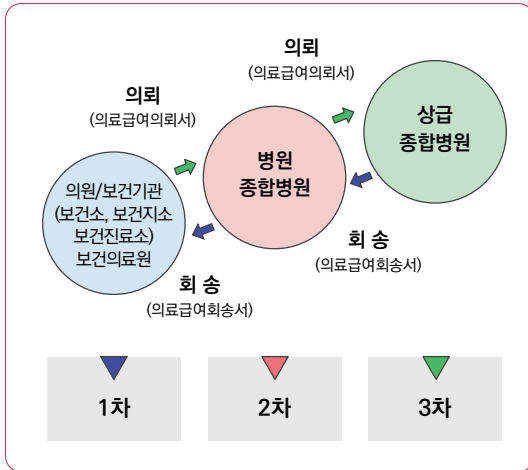 의뢰
(의료급여의뢰서)
상급
종합병원
의뢰
(의료급여의뢰서)
병원
종합병원
의원/보건기관
(보건소, 보건지소
보건진료소)
보건의료원
회 송
(의료급여회송서)
회 송
(의료급여회송서)
1차
2차
3차